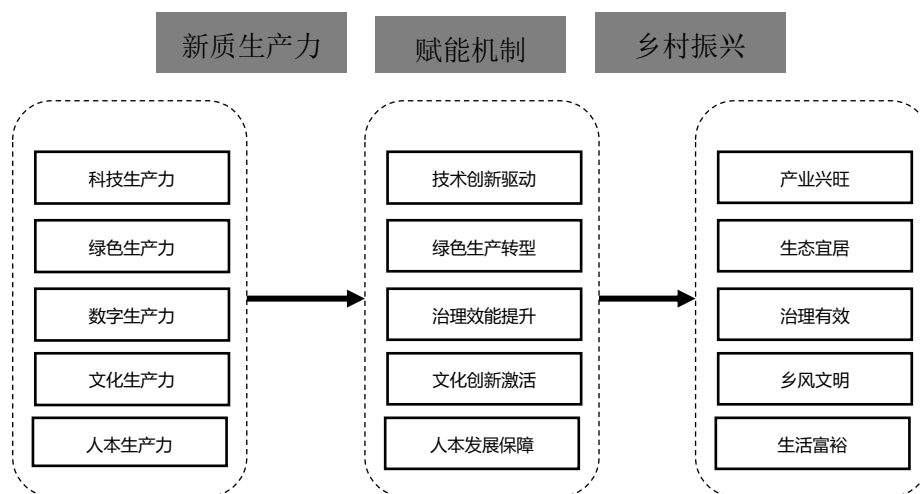 新质生产力
赋能机制
乡村振兴
科技生产力
绿色生产力
数字生产力
文化生产力
人本生产力
技术创新驱动
绿色生产转型
治理效能提升
文化创新激活
人本发展保障
产业兴旺
生态宜居
治理有效
乡风文明
生活富裕